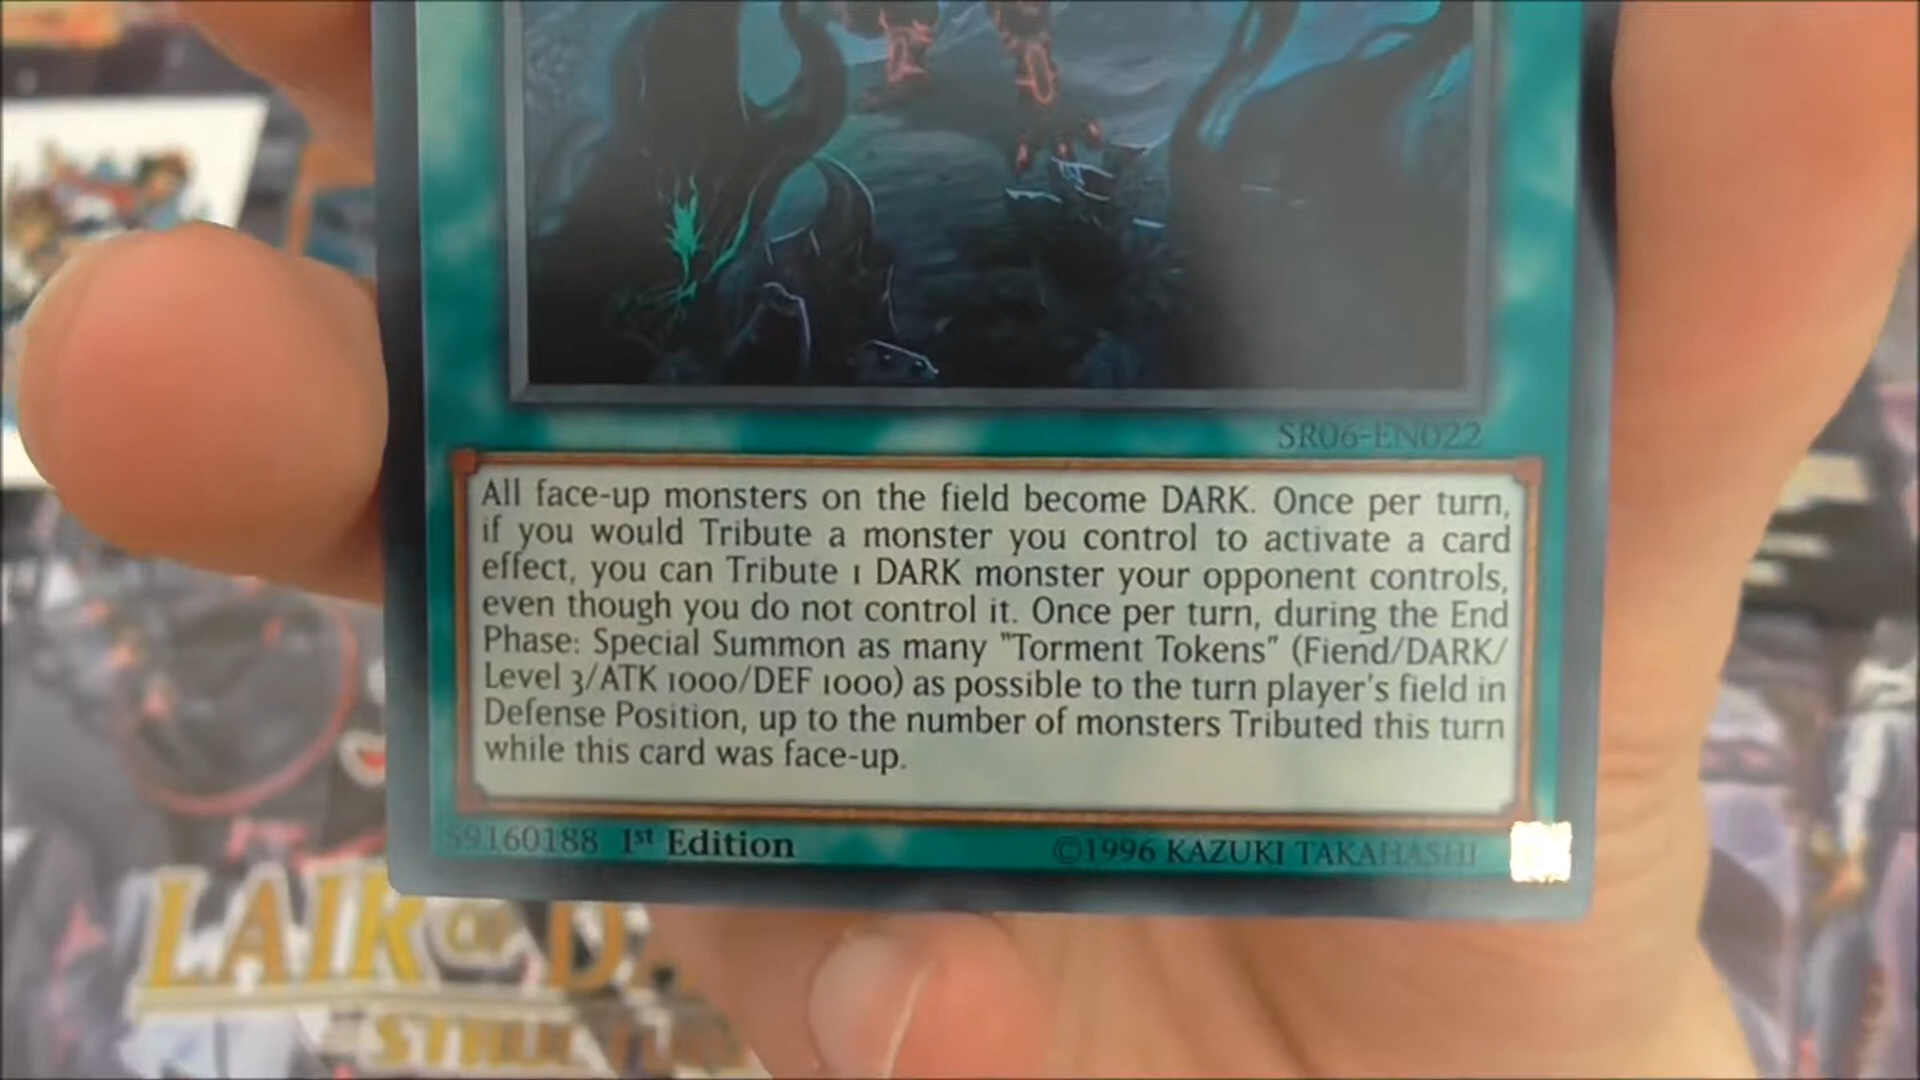 SR06-EN022
All face-up monsters on the field become DARK. Once per turn,
if you would Tribute a monster you control to activate a card
effect, you can Tribute 1 DARK monster your opponent controls,
even though you do not control it. Once per turn, during the End
Phase: Special Summon as many "Torment Tokens" (Fiend/DARK/
Level 3/ATK 1000/DEF 1000) as possible to the turn player's field in
Defense Position, up to the number of monsters Tributed this turn
while this card was face-up.
59160188 1st Edition
©1996 KAZUKI TAKAHASHI
LAIR OF